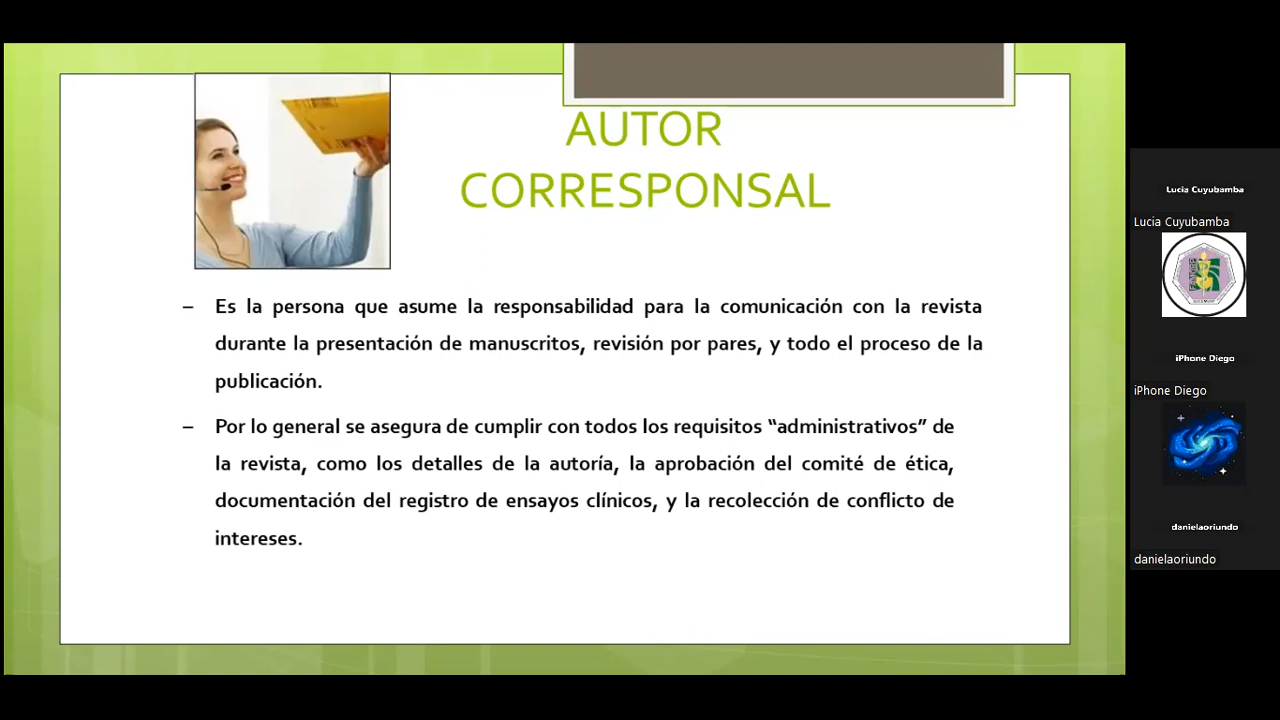 AUTOR
CORRESPONSAL
– Es la persona que asume la responsabilidad para la comunicación con la revista
durante la presentación de manuscritos, revisión por pares, y todo el proceso de la
publicación.
– Por lo general se asegura de cumplir con todos los requisitos “administrativos” de
la revista, como los detalles de la autoría, la aprobación del comité de ética,
documentación del registro de ensayos clínicos, y la recolección de conflicto de
intereses.
Lucia Cuyubamba
Lucia Cuyubamba
iPhone Diego
iPhone Diego
danielaoriundo
danielaoriundo